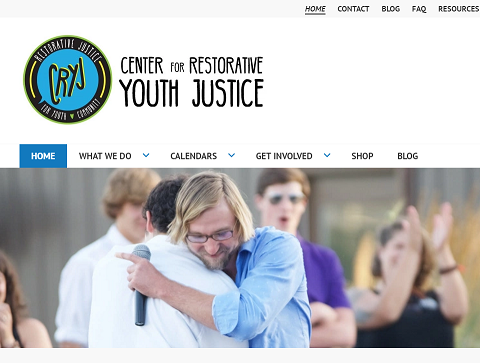 HOME CONTACT BLOG FAQ RESOURCES
RESTORATIVE JUSTICE
CRYJ
FOR YOUTH ♥ COMMUNITY
CENTER FOR RESTORATIVE
YOUTH JUSTICE
HOME WHAT WE DO CALENDARS GET INVOLVED SHOP BLOG